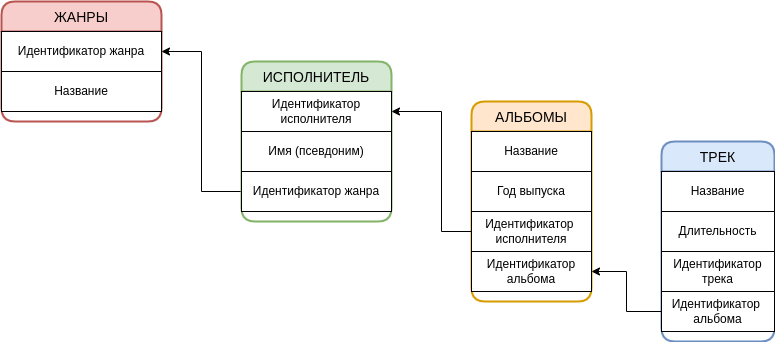 ЖАНРЫ
Идентификатор жанра
Название
ИСПОЛНИТЕЛЬ
Идентификатор
исполнителя
Имя (псевдоним)
Идентификатор жанра
АЛЬБОМЫ
Название
Год выпуска
Идентификатор
исполнителя
Идентификатор
альбома
ТРЕК
Название
Длительность
Идентификатор
трека
Идентификатор
альбома